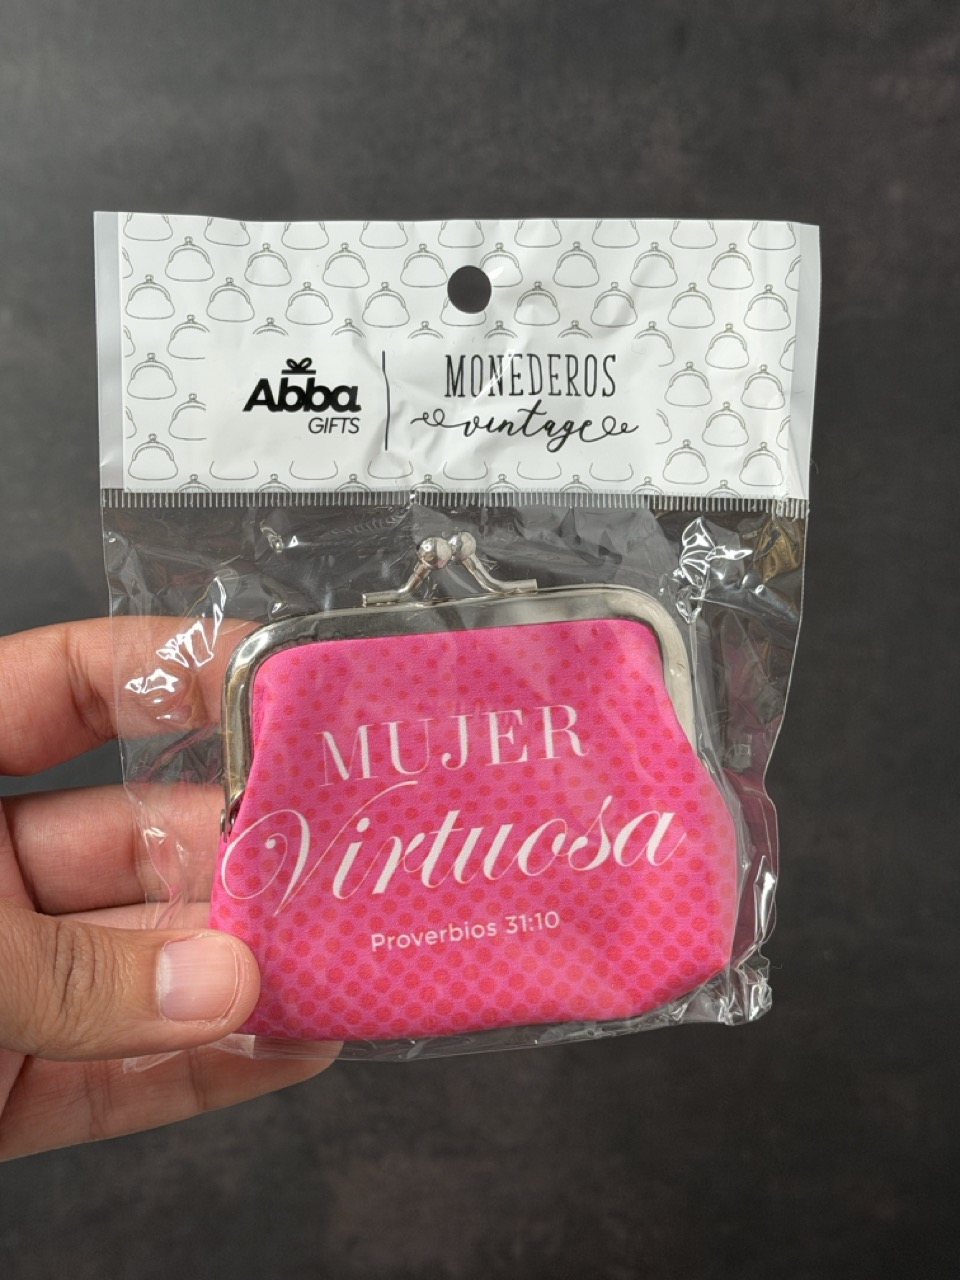 Abba
GIFTS
MONEDEROS
vintage
MUJER
Virtuosa
Proverbios 31:10